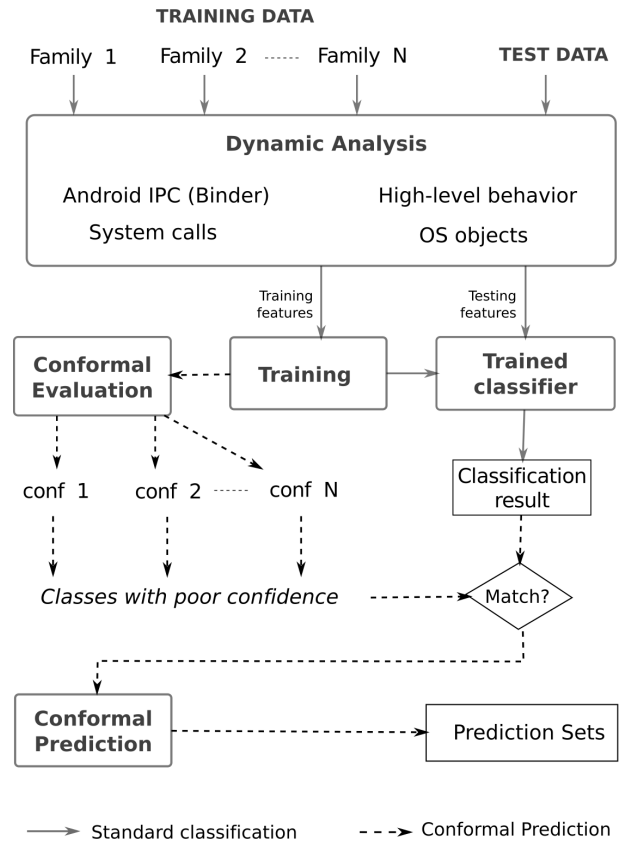 TRAINING DATA
Family 1
Family 2
Family N
TEST DATA
Dynamic Analysis
Android IPC (Binder)
High-level behavior
System calls
OS objects
Training
features
Testing
features
Conformal
Evaluation
Training
Trained
classifier
conf 1
conf 2
conf N
Classification
result
Classes with poor confidence
Match?
Conformal
Prediction
Prediction Sets
Standard classification
Conformal Prediction